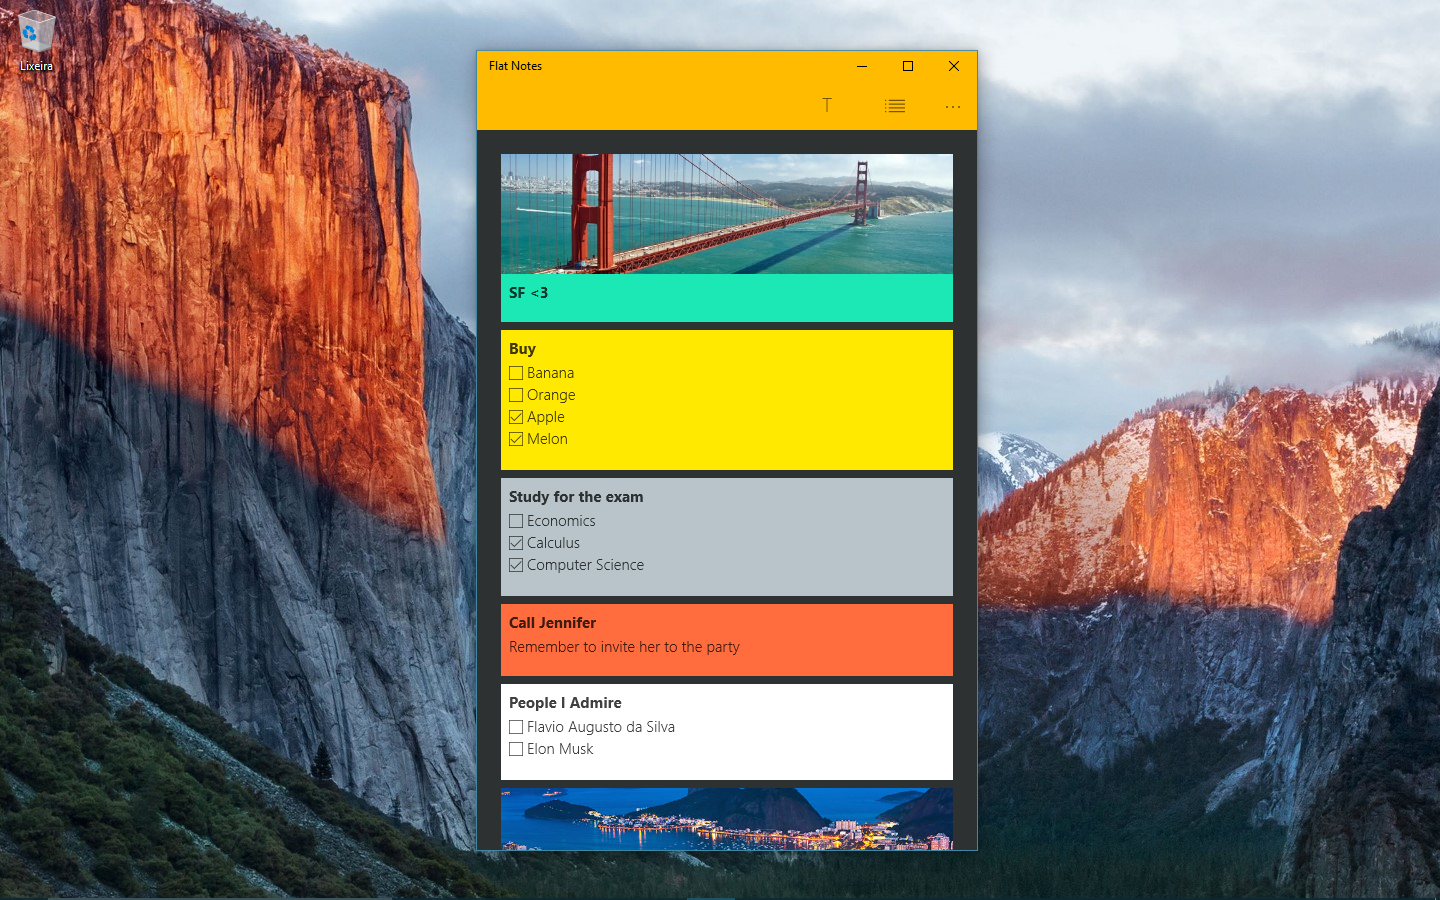 Lixeira
Flat Notes
T
SF <3
Buy
Banana
Orange
Apple
Melon
Study for the exam
Economics
Calculus
Computer Science
Call Jennifer
Remember to invite her to the party
People I Admire
Flavio Augusto da Silva
Elon Musk